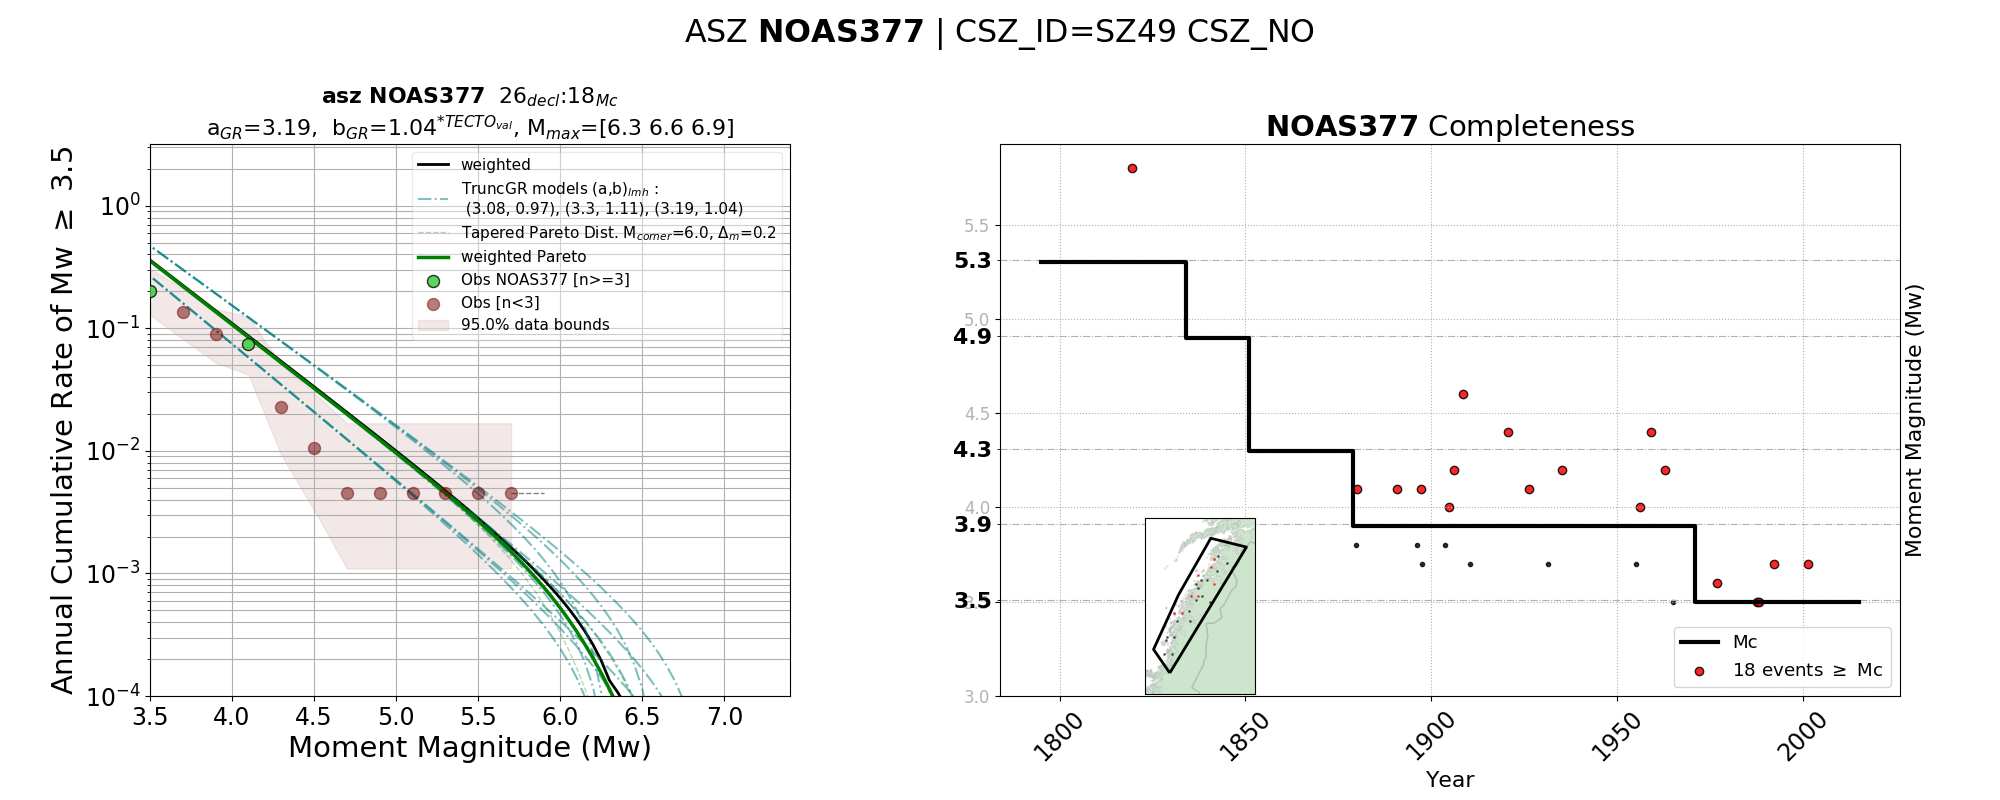 ASZ NOAS377 | CSZ_ID=SZ49 CSZ_NO
asz NOAS377 26decl:18Mc
aGR=3.19, bGR=1.04*TECTOval, Mmax=[6.3 6.6 6.9]
Annual Cumulative Rate of Mw ≥ 3.5
10^0
10^-1
10^-2
10^-3
10^-4
weighted
TruncGR models (a,b)lmh :
(3.08, 0.97), (3.3, 1.11), (3.19, 1.04)
Tapered Pareto Dist. Mcorner=6.0, Δm=0.2
weighted Pareto
Obs NOAS377 [n>=3]
Obs [n<3]
95.0% data bounds
3.5 4.0 4.5 5.0 5.5 6.0 6.5 7.0
Moment Magnitude (Mw)
NOAS377 Completeness
5.5
5.3
5.0
4.9
4.5
4.3
4.0
3.9
3.5
3.0
Mc
18 events ≥ Mc
1800 1850 1900 1950 2000
Year
Moment Magnitude (Mw)